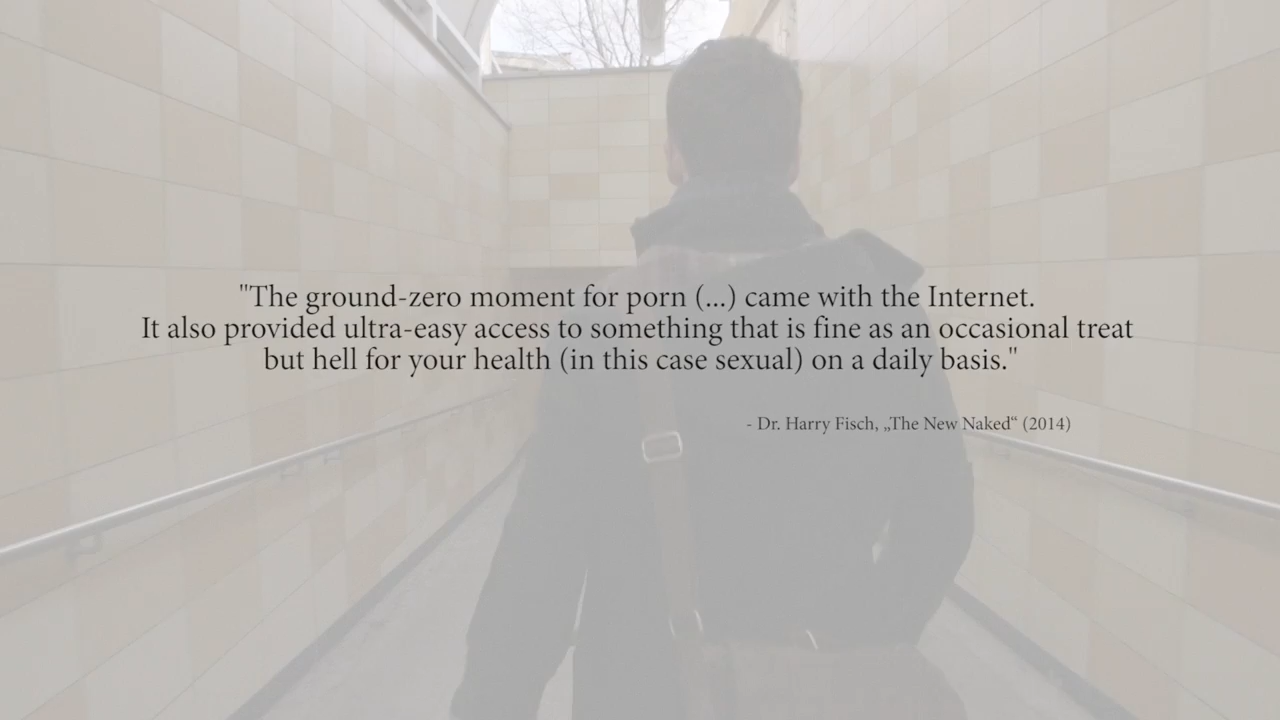 "The ground-zero moment for porn (...) came with the Internet.
It also provided ultra-easy access to something that is fine as an occasional treat
but hell for your health (in this case sexual) on a daily basis."
- Dr. Harry Fisch, „The New Naked“ (2014)